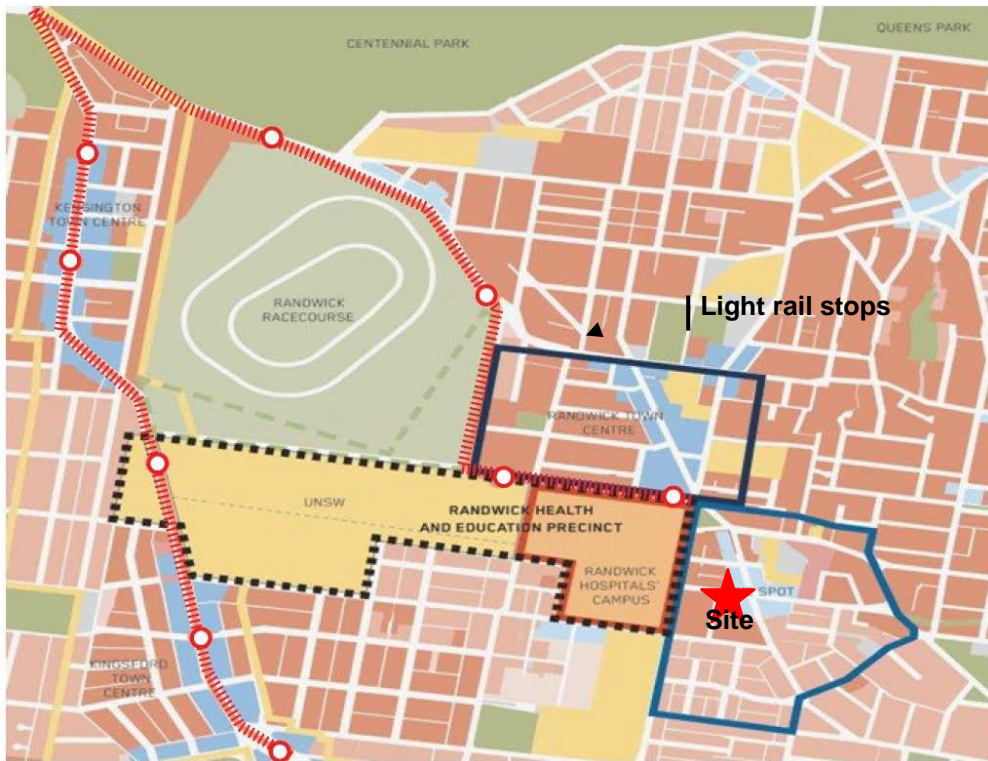 QUEENS PARK
CENTENNIAL PARK
KENSINGTON
TOWN CENTRE
RANDWICK
RACECOURSE
Light rail stops
RANDWICK TOWN
CENTRE
UNSW
RANDWICK HEALTH
AND EDUCATION PRECINCT
RANDWICK
HOSPITALS'
CAMPUS
SPOT
Site
KINGSFORD
TOWN
CENTRE